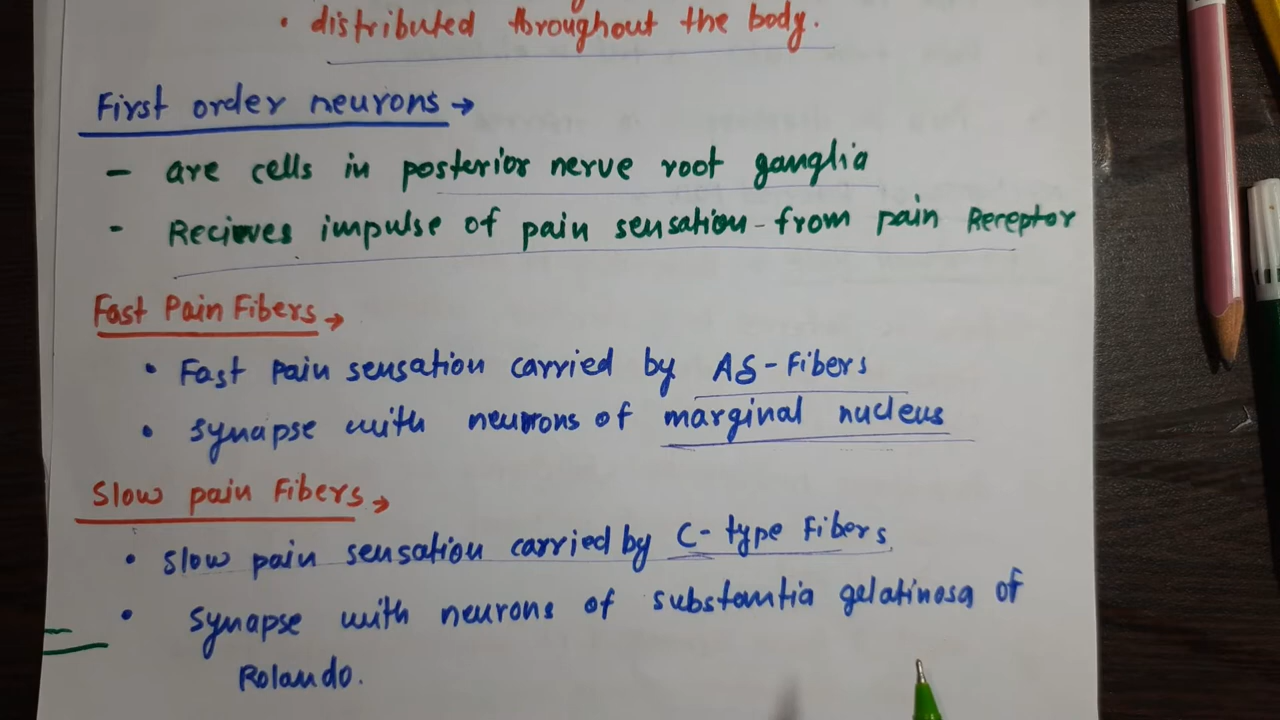 • distributed throughout the body.
First order neurons →
- are cells in posterior nerve root ganglia
- Recieves impulse of pain sensation from pain Receptor
Fast Pain Fibers →
• Fast Pain sensation carried by Aδ-Fibers
• synapse with neurons of marginal nucleus
Slow pain Fibers →
• Slow pain sensation carried by C-type Fibers
• Synapse with neurons of substantia gelatinosa of
Rolando.